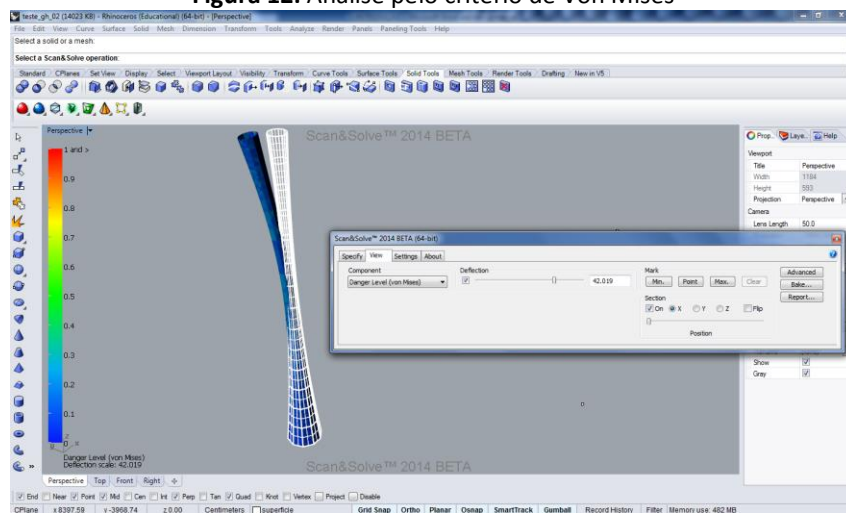 Figura 12. Análise pelo critério de Von Mises
teste_gh_02 (14023 KB) - Rhinoceros (Educational) (64-bit) - [Perspective]
File Edit View Curve Surface Solid Mesh Dimension Transform Tools Analyze Render Panels Paneling Tools Help
Select a solid or a mesh:
Select a Scan&Solve operation:
Standard CPlanes Set View Display Select Viewport Layout Visibility Transform Curve Tools Surface Tools Solid Tools Mesh Tools Render Tools Drafting New in V5
Perspective
Scan&Solve™ 2014 BETA
1 and >
0.9
0.8
0.7
0.6
0.5
0.4
0.3
0.2
0.1
0
z
x
Danger Level (von Mises)
Deflection scale: 42.019
Scan&Solve™ 2014 BETA
Prop... Laye... Help
Viewport
Title Perspective
Width 1184
Height 593
Projection Perspective
Camera
Lens Length 50.0
Scan&Solve™ 2014 BETA (64-bit)
Specify View Settings About
Component Deflection Mark
Danger Level (von Mises) 42.019 Min. Point Max. Clear Advanced
Bake...
Section Report...
On X Y Z Flip
Position
Show
Gray
Perspective Top Front Right
End Near Point Mid Cen Int Perp Tan Quad Knot Vertex Project Disable
CPlane x 8397.59 y -3968.74 z 0.00 Centimeters superficie Grid Snap Ortho Planar Osnap SmartTrack Gumball Record History Filter Memory use: 482 MB